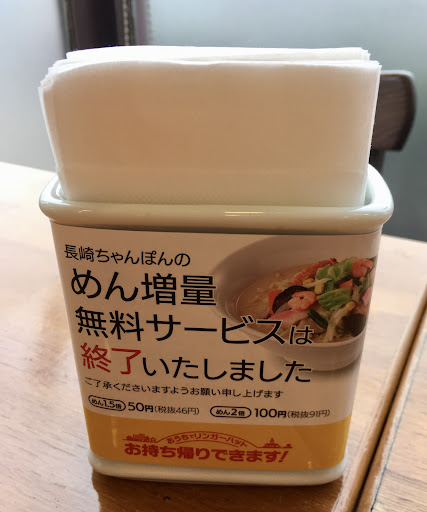 長崎ちゃんぽんの
めん増量
無料サービスは
終了いたしました
ご了承くださいますようお願い申し上げます
めん1.5倍 50円(税抜46円) めん2倍 100円(税抜91円)
おうちでリンガーハット
お持ち帰りできます!